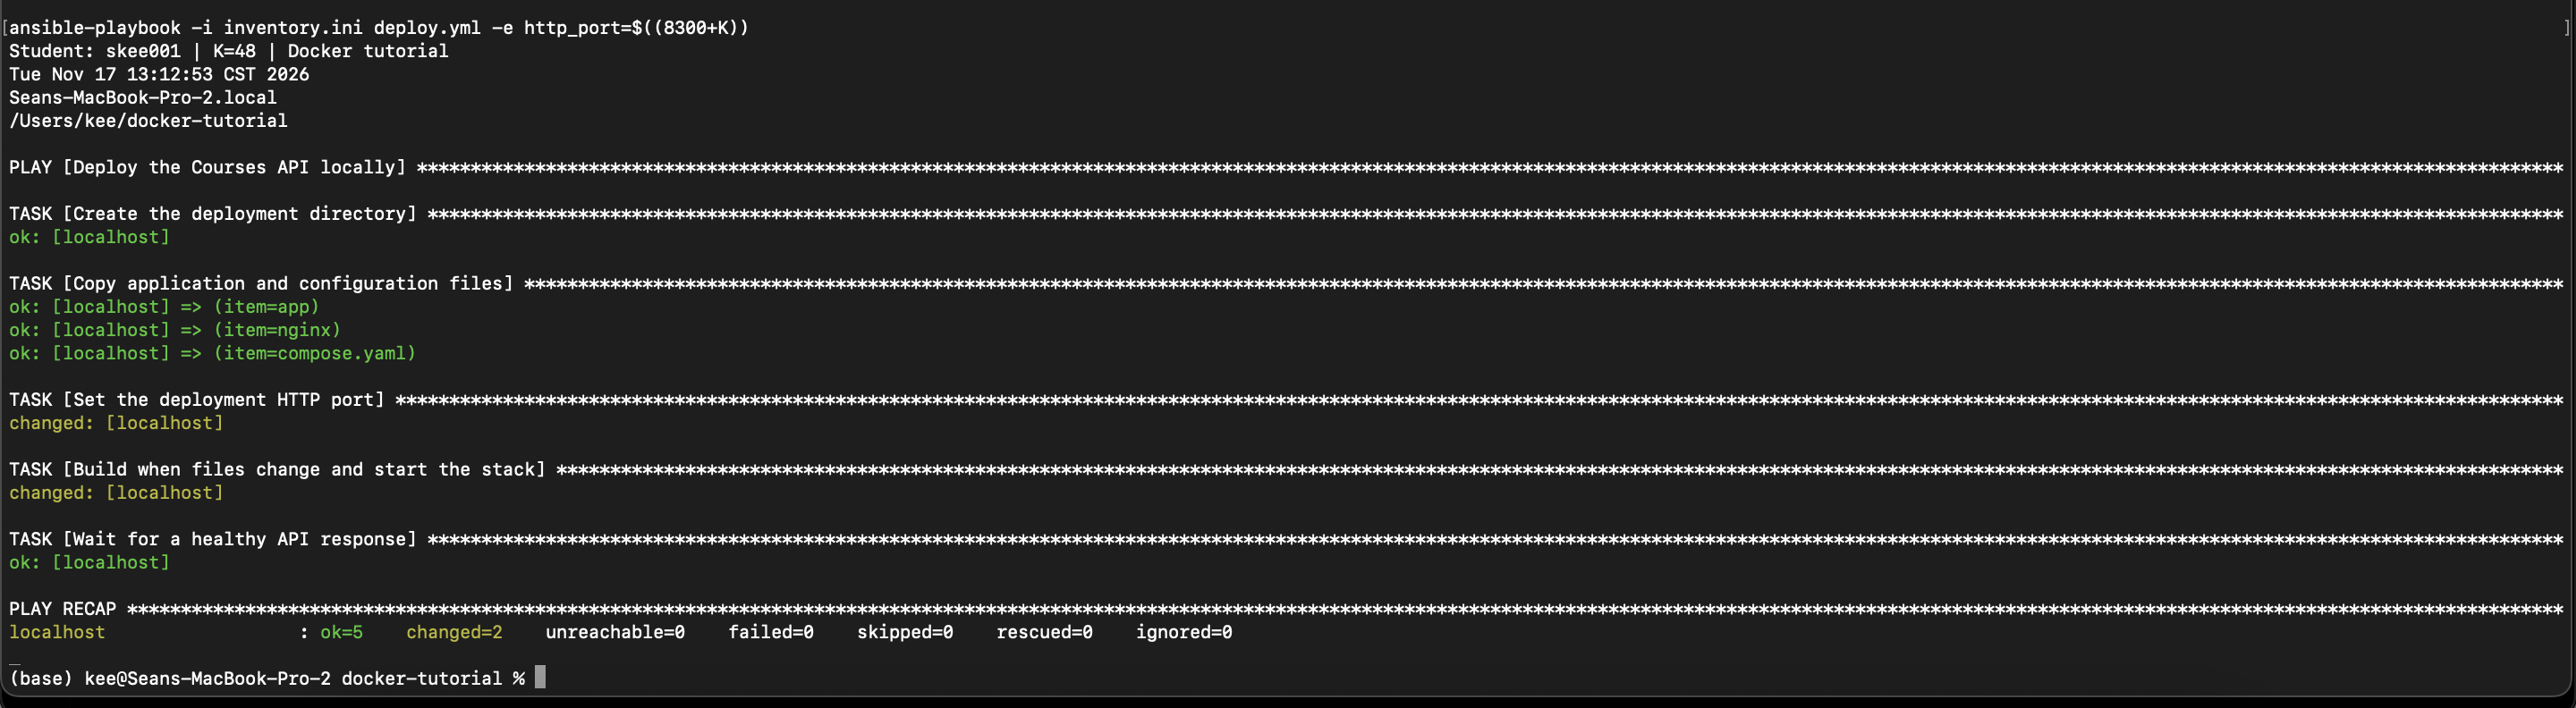 [ansible-playbook -i inventory.ini deploy.yml -e http_port=$((8300+K)) ]
Student: skee001 | K=48 | Docker tutorial
Tue Nov 17 13:12:53 CST 2026
Seans-MacBook-Pro-2.local
/Users/kee/docker-tutorial
PLAY [Deploy the Courses API locally] ********************************************************************************************************************************************************************************************************
TASK [Create the deployment directory] *******************************************************************************************************************************************************************************************************
ok: [localhost]
TASK [Copy application and configuration files] **********************************************************************************************************************************************************************************************
ok: [localhost] => (item=app)
ok: [localhost] => (item=nginx)
ok: [localhost] => (item=compose.yaml)
TASK [Set the deployment HTTP port] **********************************************************************************************************************************************************************************************************
changed: [localhost]
TASK [Build when files change and start the stack] *******************************************************************************************************************************************************************************************
changed: [localhost]
TASK [Wait for a healthy API response] *******************************************************************************************************************************************************************************************************
ok: [localhost]
PLAY RECAP ***********************************************************************************************************************************************************************************************************************************
localhost                  : ok=5    changed=2    unreachable=0    failed=0    skipped=0    rescued=0    ignored=0
_
(base) kee@Seans-MacBook-Pro-2 docker-tutorial %